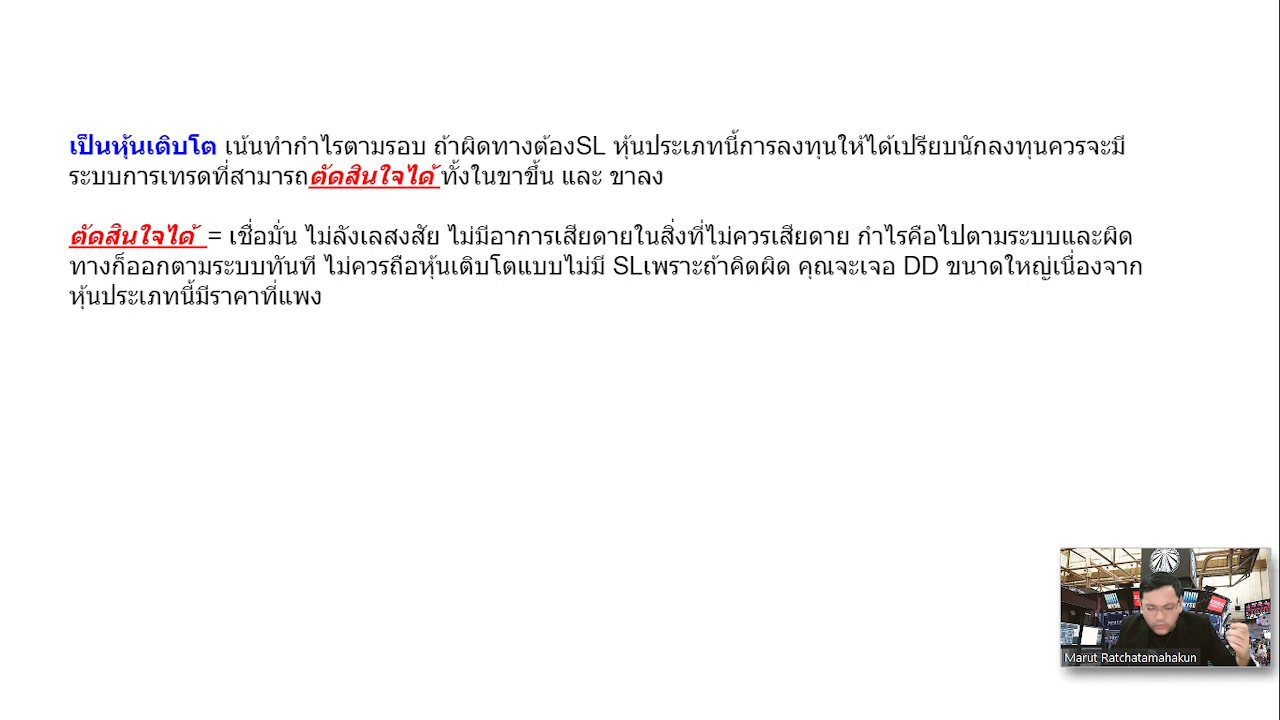 เป็นหุ้นเติบโต เน้นทำกำไรตามรอบ ถ้าผิดทางต้องSL หุ้นประเภทนี้การลงทุนให้ได้เปรียบนักลงทุนควรจะมี
ระบบการเทรดที่สามารถตัดสินใจได้ ทั้งในขาขึ้น และ ขาลง
ตัดสินใจได้ = เชื่อมั่น ไม่ลังเลสงสัย ไม่มีอาการเสียดายในสิ่งที่ไม่ควรเสียดาย กำไรคือไปตามระบบและผิด
ทางก็ออกตามระบบทันที ไม่ควรถือหุ้นเติบโตแบบไม่มี SLเพราะถ้าคิดผิด คุณจะเจอ DD ขนาดใหญ่เนื่องจาก
หุ้นประเภทนี้มีราคาที่แพง
Marut Ratchatamahakun